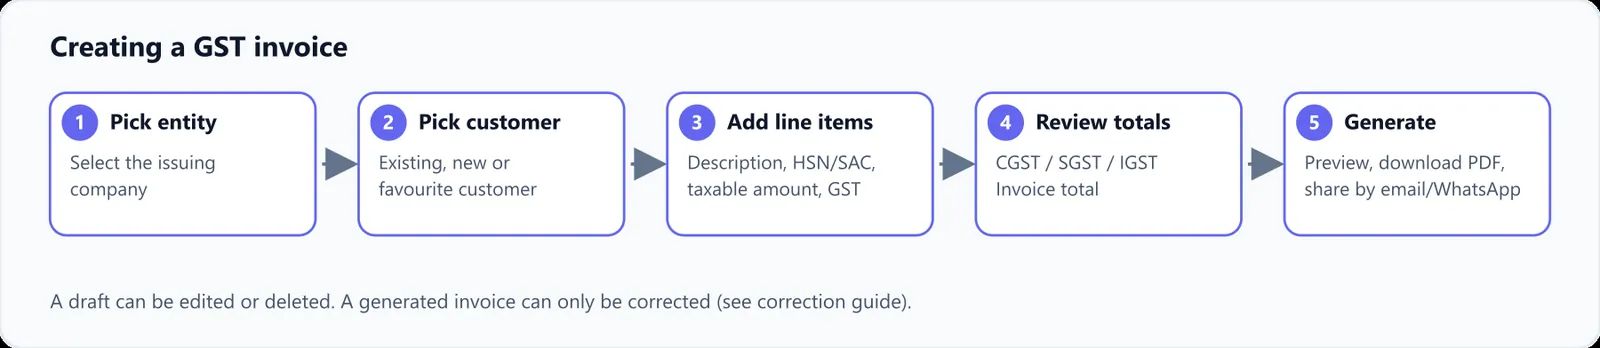 Creating a GST invoice
1 Pick entity
Select the issuing
company
2 Pick customer
Existing, new or
favourite customer
3 Add line items
Description, HSN/SAC,
taxable amount, GST
4 Review totals
CGST / SGST / IGST
Invoice total
5 Generate
Preview, download PDF,
share by email/WhatsApp
A draft can be edited or deleted. A generated invoice can only be corrected (see correction guide).